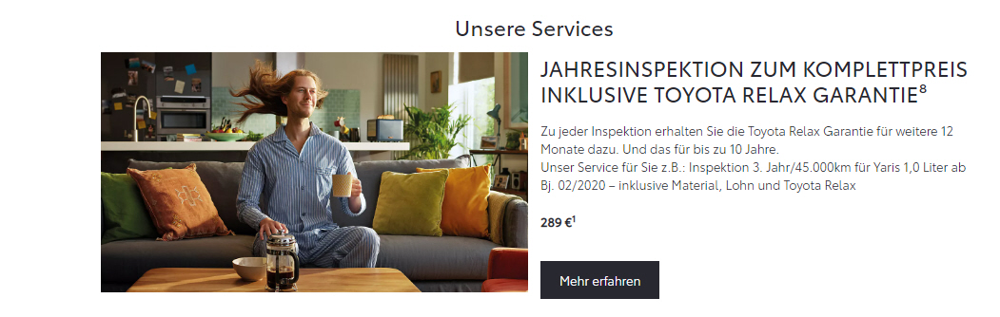 Unsere Services
JAHRESINSPEKTION ZUM KOMPLETTPREIS
INKLUSIVE TOYOTA RELAX GARANTIE⁸
Zu jeder Inspektion erhalten Sie die Toyota Relax Garantie für weitere 12
Monate dazu. Und das für bis zu 10 Jahre.
Unser Service für Sie z.B.: Inspektion 3. Jahr/45.000km für Yaris 1,0 Liter ab
Bj. 02/2020 – inklusive Material, Lohn und Toyota Relax
289 €¹
Mehr erfahren